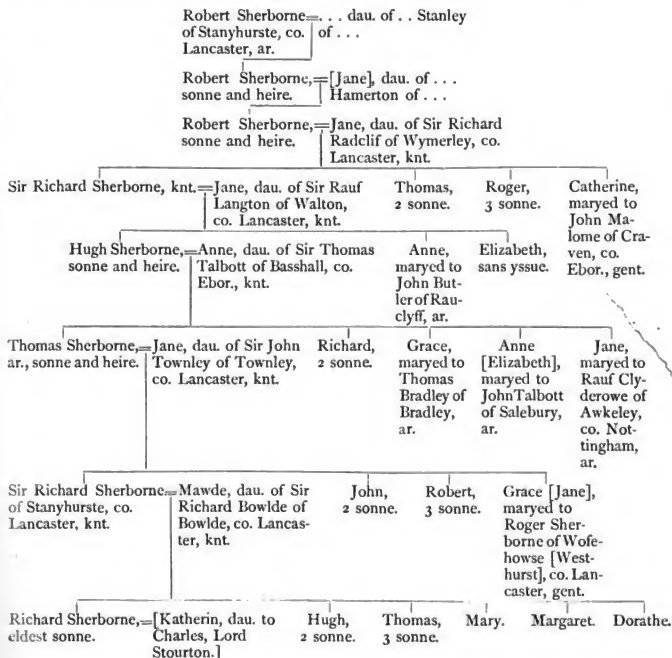 Robert Sherborne=. . . dau. of . . Stanley
of Stanyhurste, co. of . . .
Lancaster, ar.
Robert Sherborne,=[Jane], dau. of . . .
sonne and heire. Hamerton of . . .
Robert Sherborne,=Jane, dau. of Sir Richard
sonne and heire. Radclif of Wymerley, co.
Lancaster, knt.
Sir Richard Sherborne, knt.=Jane, dau. of Sir Rauf
Langton of Walton,
co. Lancaster, knt.
Thomas,
2 sonne.
Roger,
3 sonne.
Catherine,
maryed to
John Ma-
lome of Cra-
ven, co.
Ebor., gent.
Hugh Sherborne,=Anne, dau. of Sir Thomas
sonne and heire. Talbott of Basshall, co.
Ebor., knt.
Anne,
maryed to
John But-
ler of Rau-
clyff, ar.
Elizabeth,
sans yssue.
Thomas Sherborne,=Jane, dau. of Sir John
ar., sonne and heire. Townley of Townley,
co. Lancaster, knt.
Richard,
2 sonne.
Grace,
maryed to
Thomas
Bradley of
Bradley,
ar.
Anne
[Elizabeth],
maryed to
John Talbott
of Salebury,
ar.
Jane,
maryed to
Rauf Cly-
derowe of
Awkeley,
co. Not-
tingham,
ar.
Sir Richard Sherborne=Mawde, dau. of Sir
of Stanyhurste, co. Richard Bowlde of
Lancaster, knt. Bowlde, co. Lancas-
ter, knt.
John,
2 sonne.
Robert,
3 sonne.
Grace [Jane],
maryed to
Roger Sher-
borne of Wofe-
howse [West-
hurst], co. Lan-
caster, gent.
Richard Sherborne,=[Katherin, dau. to
eldest sonne. Charles, Lord
Stourton.]
Hugh,
2 sonne.
Thomas,
3 sonne.
Mary.
Margaret.
Dorathe.